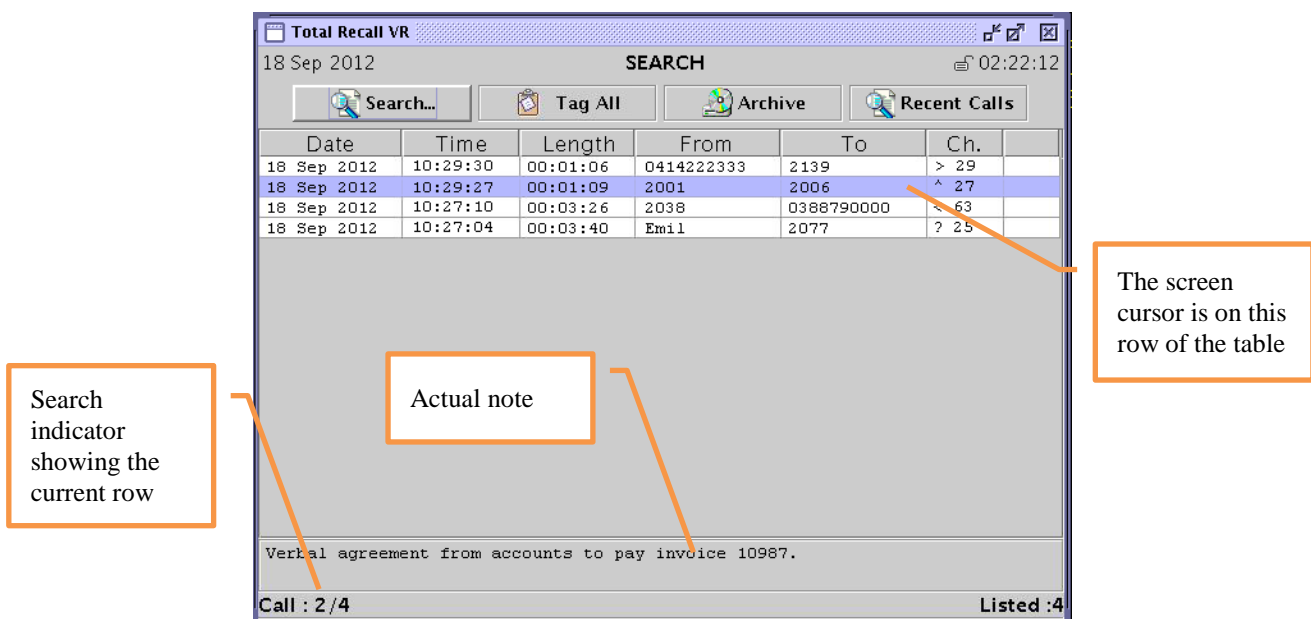 Total Recall VR
18 Sep 2012 SEARCH 02:22:12
Search... Tag All Archive Recent Calls
Date Time Length From To Ch.
18 Sep 2012 10:29:30 00:01:06 0414222333 2139 > 29
18 Sep 2012 10:29:27 00:01:09 2001 2006 ^ 27
18 Sep 2012 10:27:10 00:03:26 2038 0388790000 < 63
18 Sep 2012 10:27:04 00:03:40 Emil 2077 ? 25
The screen
cursor is on this
row of the table
Actual note
Search
indicator
showing the
current row
Verbal agreement from accounts to pay invoice 10987.
Call : 2/4 Listed :4